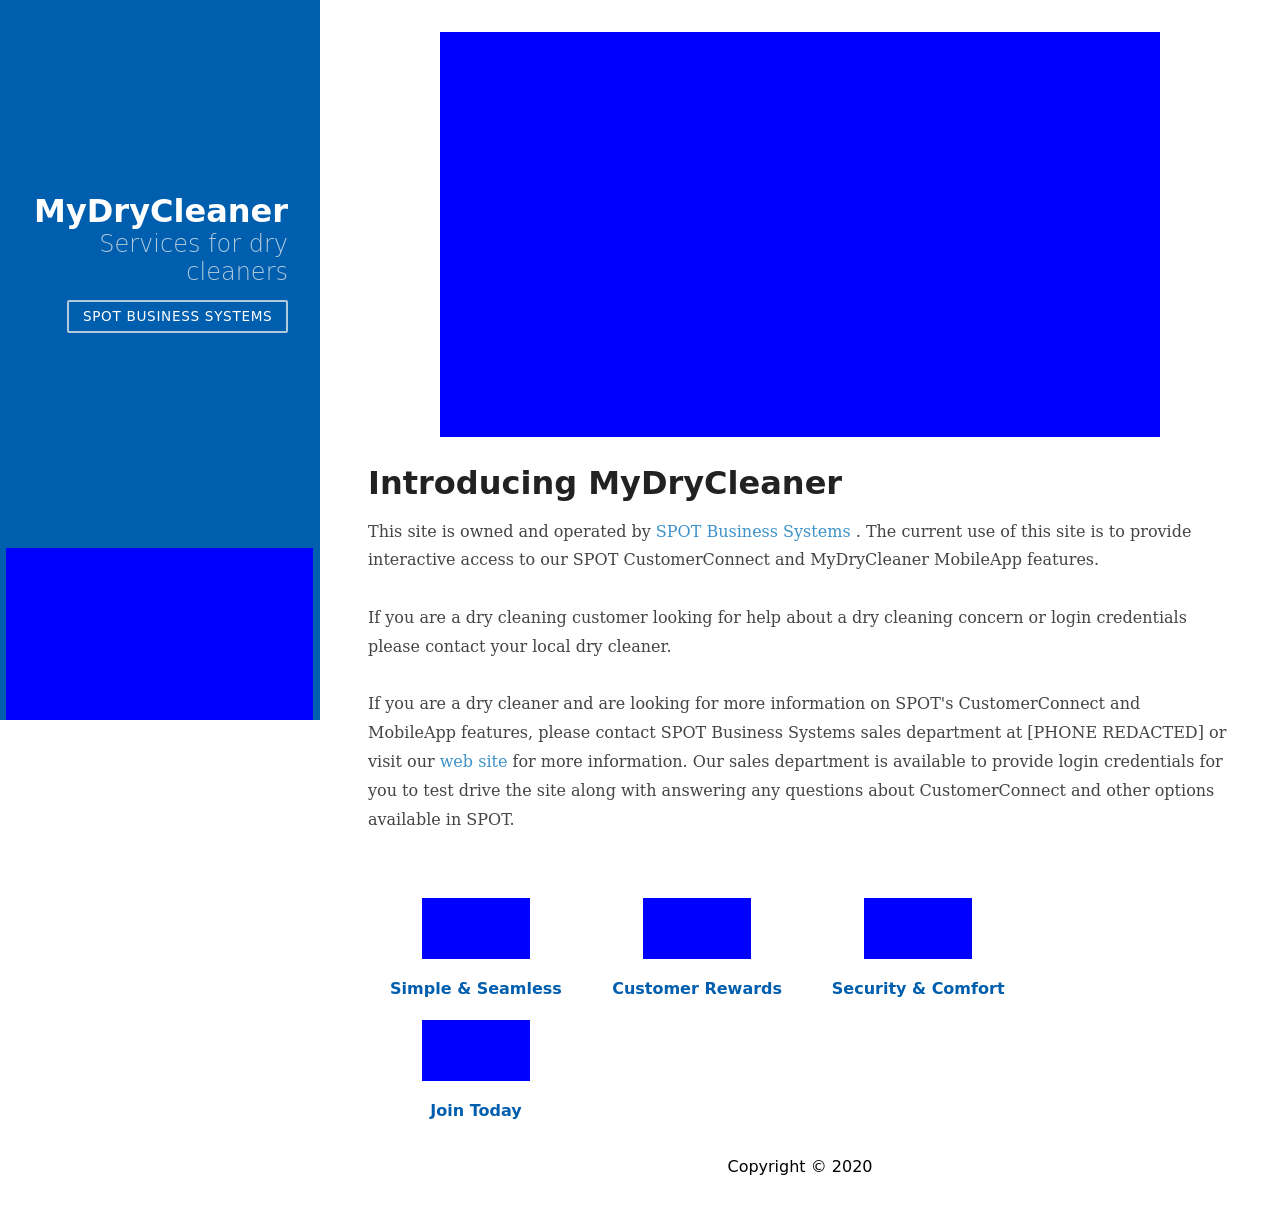 MyDryCleaner
Services for dry
cleaners
SPOT BUSINESS SYSTEMS
Introducing MyDryCleaner
This site is owned and operated by SPOT Business Systems . The current use of this site is to provide
interactive access to our SPOT CustomerConnect and MyDryCleaner MobileApp features.
If you are a dry cleaning customer looking for help about a dry cleaning concern or login credentials
please contact your local dry cleaner.
If you are a dry cleaner and are looking for more information on SPOT's CustomerConnect and
MobileApp features, please contact SPOT Business Systems sales department at [PHONE REDACTED] or
visit our web site for more information. Our sales department is available to provide login credentials for
you to test drive the site along with answering any questions about CustomerConnect and other options
available in SPOT.
Simple & Seamless
Customer Rewards
Security & Comfort
Join Today
Copyright © 2020